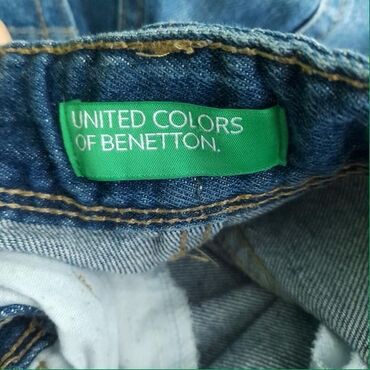 UNITED COLORS
OF BENETTON.